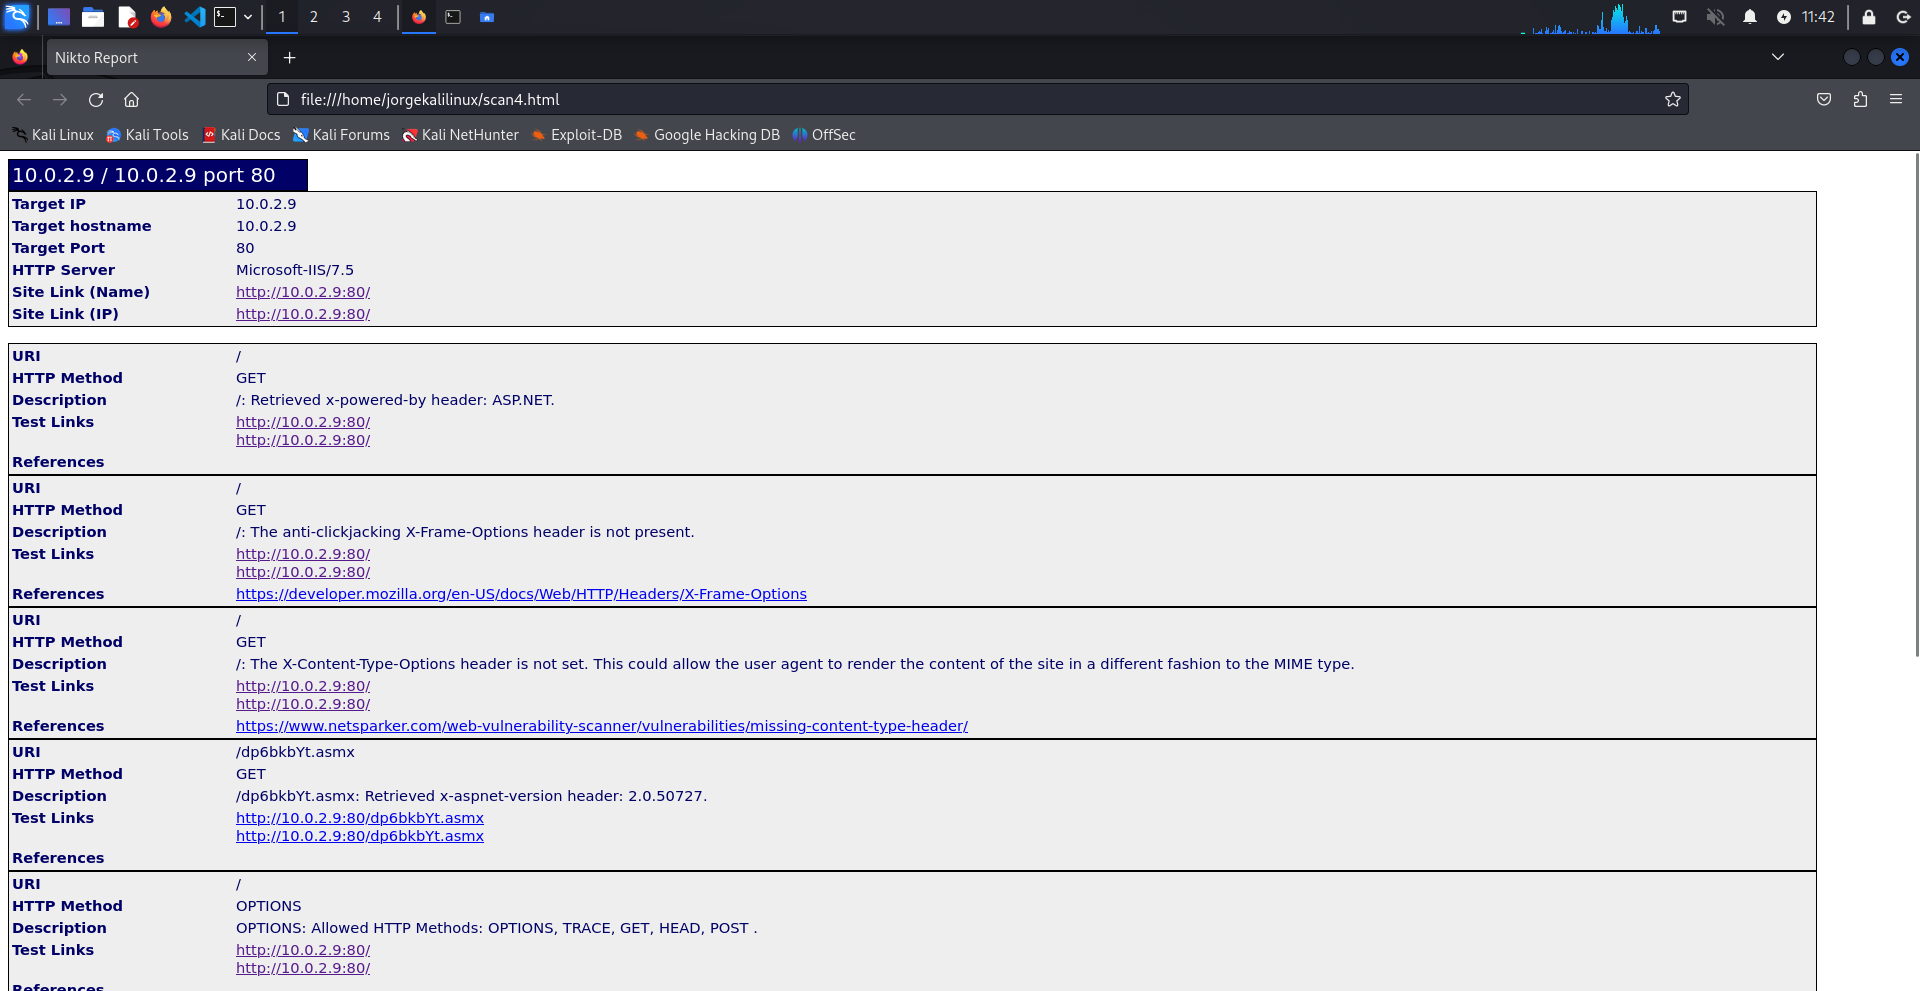 1 2 3 4 11:42
Nikto Report
file:///home/jorgekalilinux/scan4.html
Kali Linux Kali Tools Kali Docs Kali Forums Kali NetHunter Exploit-DB Google Hacking DB OffSec
10.0.2.9 / 10.0.2.9 port 80
Target IP 10.0.2.9
Target hostname 10.0.2.9
Target Port 80
HTTP Server Microsoft-IIS/7.5
Site Link (Name) http://10.0.2.9:80/
Site Link (IP) http://10.0.2.9:80/
URI /
HTTP Method GET
Description /: Retrieved x-powered-by header: ASP.NET.
Test Links http://10.0.2.9:80/
http://10.0.2.9:80/
References
URI /
HTTP Method GET
Description /: The anti-clickjacking X-Frame-Options header is not present.
Test Links http://10.0.2.9:80/
http://10.0.2.9:80/
References https://developer.mozilla.org/en-US/docs/Web/HTTP/Headers/X-Frame-Options
URI /
HTTP Method GET
Description /: The X-Content-Type-Options header is not set. This could allow the user agent to render the content of the site in a different fashion to the MIME type.
Test Links http://10.0.2.9:80/
http://10.0.2.9:80/
References https://www.netsparker.com/web-vulnerability-scanner/vulnerabilities/missing-content-type-header/
URI /dp6bkbYt.asmx
HTTP Method GET
Description /dp6bkbYt.asmx: Retrieved x-aspnet-version header: 2.0.50727.
Test Links http://10.0.2.9:80/dp6bkbYt.asmx
http://10.0.2.9:80/dp6bkbYt.asmx
References
URI /
HTTP Method OPTIONS
Description OPTIONS: Allowed HTTP Methods: OPTIONS, TRACE, GET, HEAD, POST .
Test Links http://10.0.2.9:80/
http://10.0.2.9:80/
References